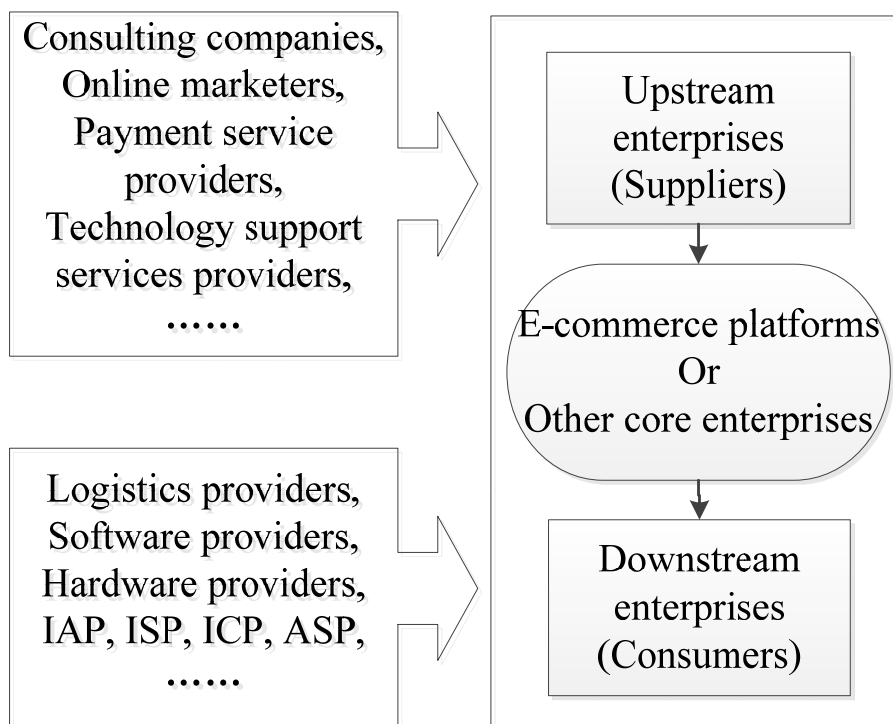 Consulting companies,
Online marketers,
Payment service
providers,
Technology support
services providers,
……
Logistics providers,
Software providers,
Hardware providers,
IAP, ISP, ICP, ASP,
……
Upstream
enterprises
(Suppliers)
E-commerce platforms
Or
Other core enterprises
Downstream
enterprises
(Consumers)